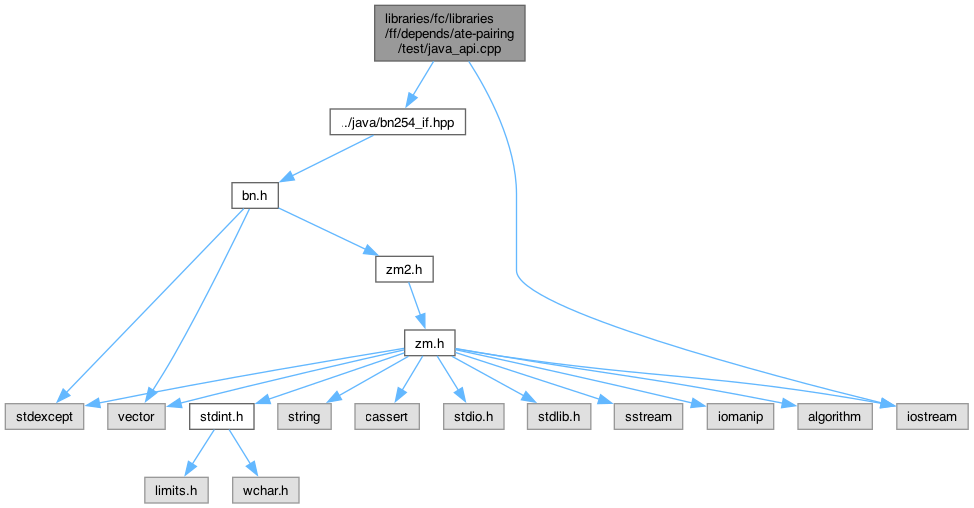 libraries/fc/libraries
/ff/depends/ate-pairing
/test/java_api.cpp
../java/bn254_if.hpp
bn.h
zm2.h
zm.h
stdexcept
vector
stdint.h
string
cassert
stdio.h
stdlib.h
sstream
iomanip
algorithm
iostream
limits.h
wchar.h